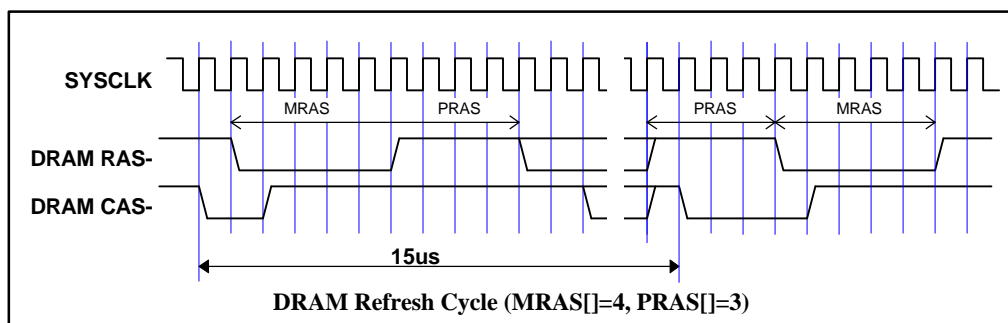 SYSCLK
MRAS PRAS PRAS MRAS
DRAM RAS-
DRAM CAS-
15us
DRAM Refresh Cycle (MRAS[]=4, PRAS[]=3)